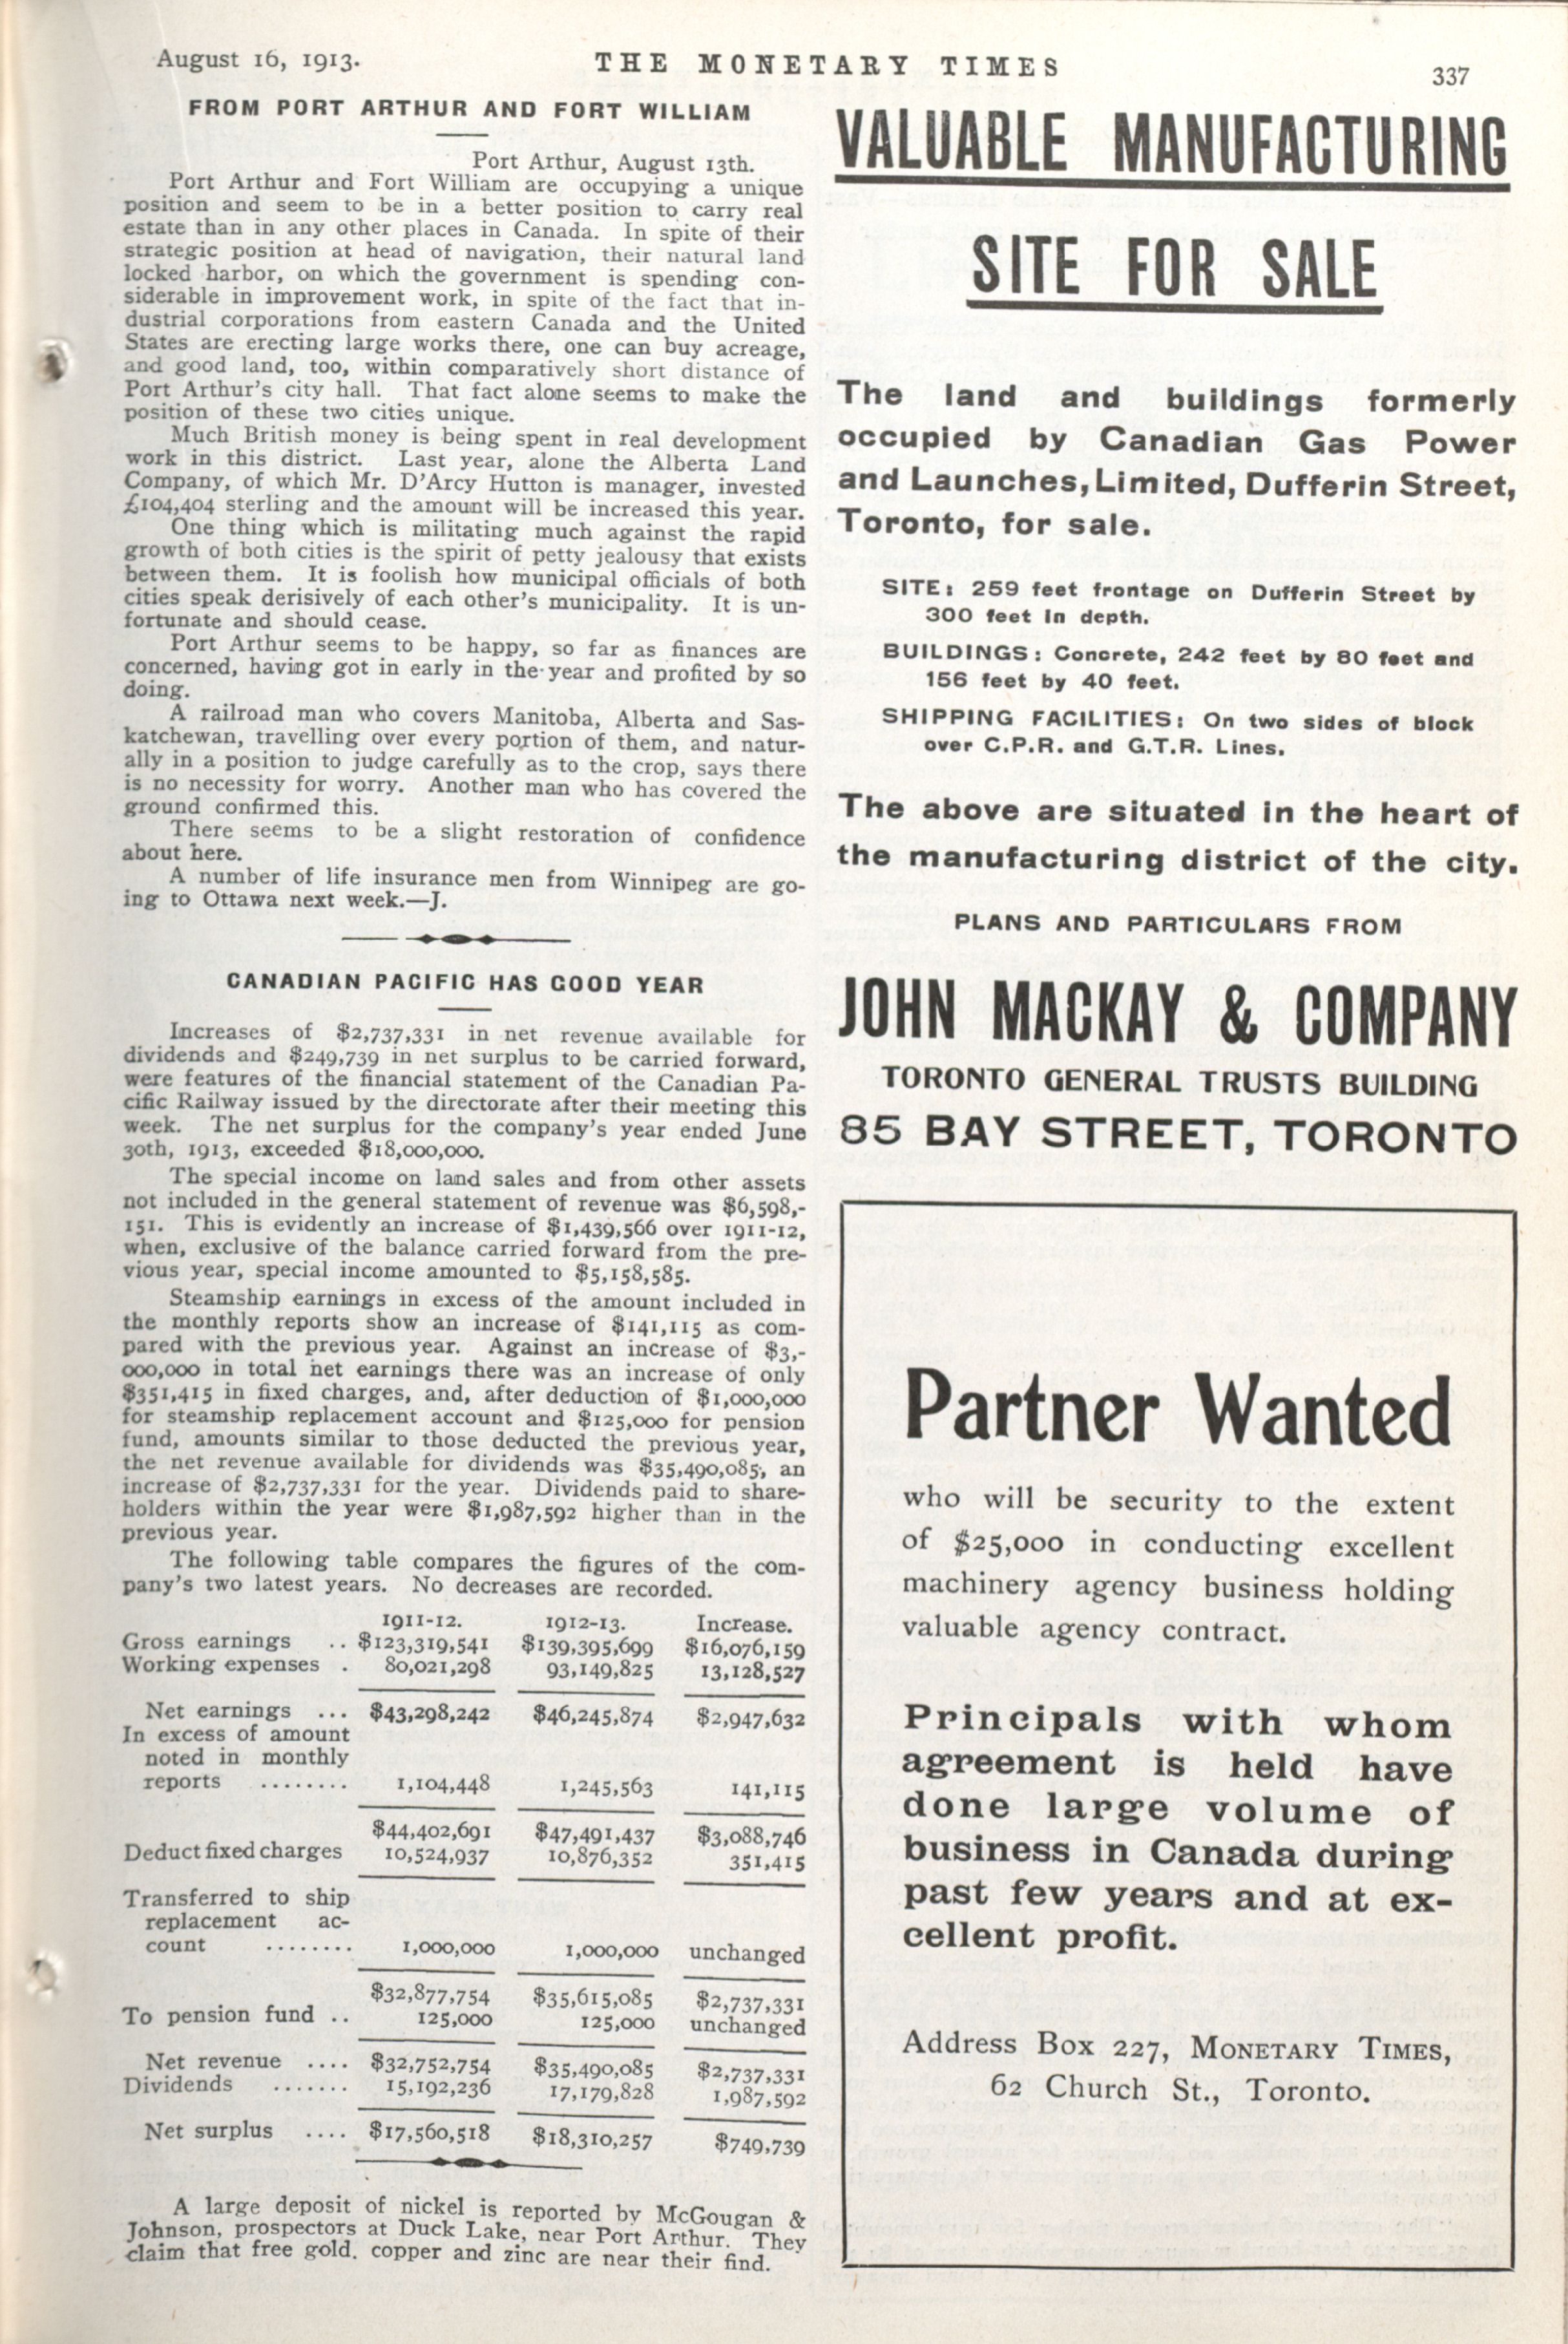 August 16, 1913.
THE MONETARY TIMES
337
FROM PORT ARTHUR AND FORT WILLIAM
Port Arthur, August 13th.
Port Arthur and Fort William are occupying a unique
position and seem to be in a better position to carry real
estate than in any other places in Canada. In spite of their
strategic position at head of navigation, their natural land
locked harbor, on which the government is spending con-
siderable in improvement work, in spite of the fact that in-
dustrial corporations from eastern Canada and the United
States are erecting large works there, one can buy acreage,
and good land, too, within comparatively short distance of
Port Arthur's city hall. That fact alone seems to make the
position of these two cities unique.
Much British money is being spent in real development
work in this district. Last year, alone the Alberta Land
Company, of which Mr. D'Arcy Hutton is manager, invested
£104,404 sterling and the amount will be increased this year.
One thing which is militating much against the rapid
growth of both cities is the spirit of petty jealousy that exists
between them. It is foolish how municipal officials of both
cities speak derisively of each other's municipality. It is un-
fortunate and should cease.
Port Arthur seems to be happy, so far as finances are
concerned, having got in early in the year and profited by so
doing.
A railroad man who covers Manitoba, Alberta and Sas-
katchewan, travelling over every portion of them, and natur-
ally in a position to judge carefully as to the crop, says there
is no necessity for worry. Another man who has covered the
ground confirmed this.
There seems to be a slight restoration of confidence
about here.
A number of life insurance men from Winnipeg are go-
ing to Ottawa next week.—J.
CANADIAN PACIFIC HAS GOOD YEAR
Increases of $2,737,331 in net revenue available for
dividends and $249,739 in net surplus to be carried forward,
were features of the financial statement of the Canadian Pa-
cific Railway issued by the directorate after their meeting this
week. The net surplus for the company's year ended June
30th, 1913, exceeded $18,000,000.
The special income on land sales and from other assets
not included in the general statement of revenue was $6,598,-
151. This is evidently an increase of $1,439,566 over 1911-12,
when, exclusive of the balance carried forward from the pre-
vious year, special income amounted to $5,158,585.
Steamship earnings in excess of the amount included in
the monthly reports show an increase of $141,115 as com-
pared with the previous year. Against an increase of $3,-
000,000 in total net earnings there was an increase of only
$351,415 in fixed charges, and, after deduction of $1,000,000
for steamship replacement account and $125,000 for pension
fund, amounts similar to those deducted the previous year,
the net revenue available for dividends was $35,490,085, an
increase of $2,737,331 for the year. Dividends paid to share-
holders within the year were $1,987,592 higher than in the
previous year.
The following table compares the figures of the com-
pany's two latest years. No decreases are recorded.
1911-12. 1912-13. Increase.
Gross earnings .. $123,319,541 $139,395,699 $16,076,159
Working expenses . 80,021,298 93,149,825 13,128,527
Net earnings ... $43,298,242 $46,245,874 $2,947,632
In excess of amount
noted in monthly
reports ........ 1,104,448 1,245,563 141,115
$44,402,691 $47,491,437 $3,088,746
Deduct fixed charges 10,524,937 10,876,352 351,415
Transferred to ship
replacement ac-
count ........ 1,000,000 1,000,000 unchanged
$32,877,754 $35,615,085 $2,737,331
To pension fund .. 125,000 125,000 unchanged
Net revenue .... $32,752,754 $35,490,085 $2,737,331
Dividends ....... 15,192,236 17,179,828 1,987,592
Net surplus .... $17,560,518 $18,310,257 $749,739
A large deposit of nickel is reported by McGougan &
Johnson, prospectors at Duck Lake, near Port Arthur. They
claim that free gold, copper and zinc are near their find.
VALUABLE MANUFACTURING
SITE FOR SALE
The land and buildings formerly
occupied by Canadian Gas Power
and Launches, Limited, Dufferin Street,
Toronto, for sale.
SITE: 259 feet frontage on Dufferin Street by
300 feet in depth.
BUILDINGS: Concrete, 242 feet by 80 feet and
156 feet by 40 feet.
SHIPPING FACILITIES: On two sides of block
over C.P.R. and G.T.R. Lines.
The above are situated in the heart of
the manufacturing district of the city.
PLANS AND PARTICULARS FROM
JOHN MACKAY & COMPANY
TORONTO GENERAL TRUSTS BUILDING
85 BAY STREET, TORONTO
Partner Wanted
who will be security to the extent
of $25,000 in conducting excellent
machinery agency business holding
valuable agency contract.
Principals with whom
agreement is held have
done large volume of
business in Canada during
past few years and at ex-
cellent profit.
Address Box 227, MONETARY TIMES,
62 Church St., Toronto.